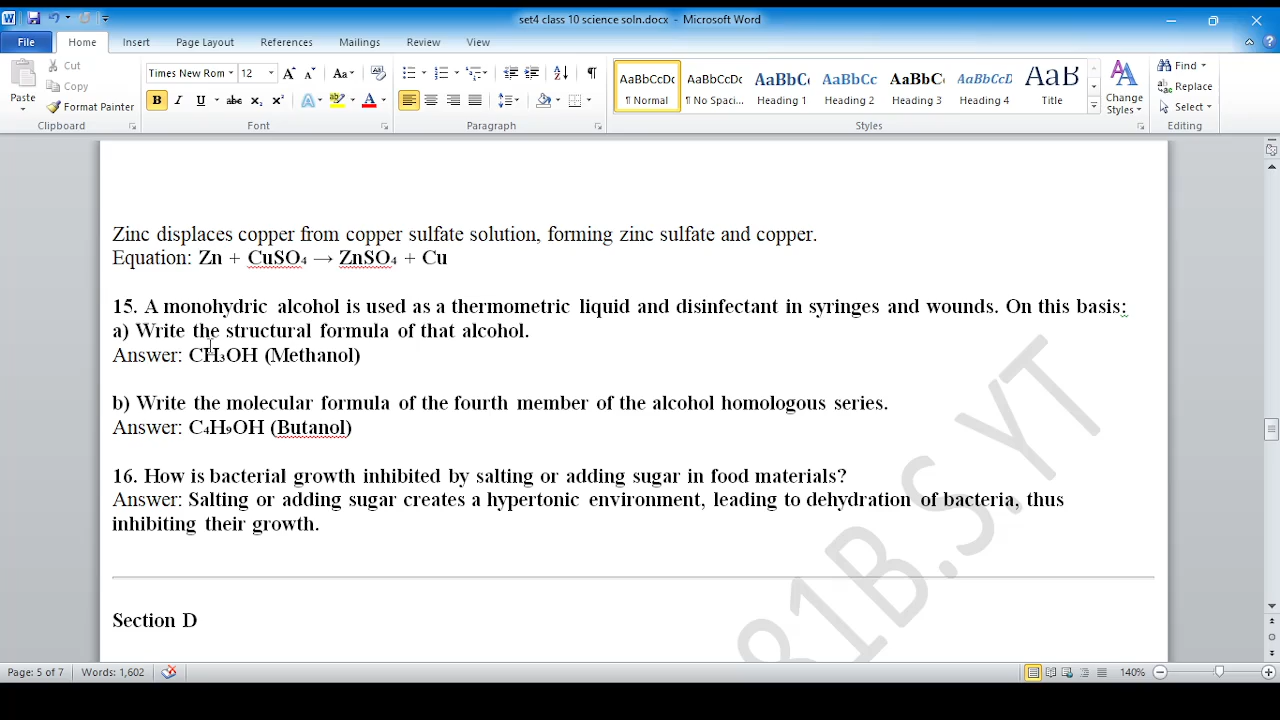 set4 class 10 science soln.docx - Microsoft Word
File Home Insert Page Layout References Mailings Review View
Cut
Copy
Format Painter
Paste
Times New Rom 12
AaBbCcDc AaBbCcDc AaBbC AaBbCc AaBbC AaBbCcD AaB
¶ Normal ¶ No Spaci... Heading 1 Heading 2 Heading 3 Heading 4 Title
Change Styles
Find
Replace
Select
Clipboard Font Paragraph Styles Editing
Zinc displaces copper from copper sulfate solution, forming zinc sulfate and copper.
Equation: Zn + CuSO₄ → ZnSO₄ + Cu
15. A monohydric alcohol is used as a thermometric liquid and disinfectant in syringes and wounds. On this basis:
a) Write the structural formula of that alcohol.
Answer: CH₃OH (Methanol)
b) Write the molecular formula of the fourth member of the alcohol homologous series.
Answer: C₄H₉OH (Butanol)
16. How is bacterial growth inhibited by salting or adding sugar in food materials?
Answer: Salting or adding sugar creates a hypertonic environment, leading to dehydration of bacteria, thus
inhibiting their growth.
Section D
81B.S.YT
Page: 5 of 7 Words: 1,602 140%